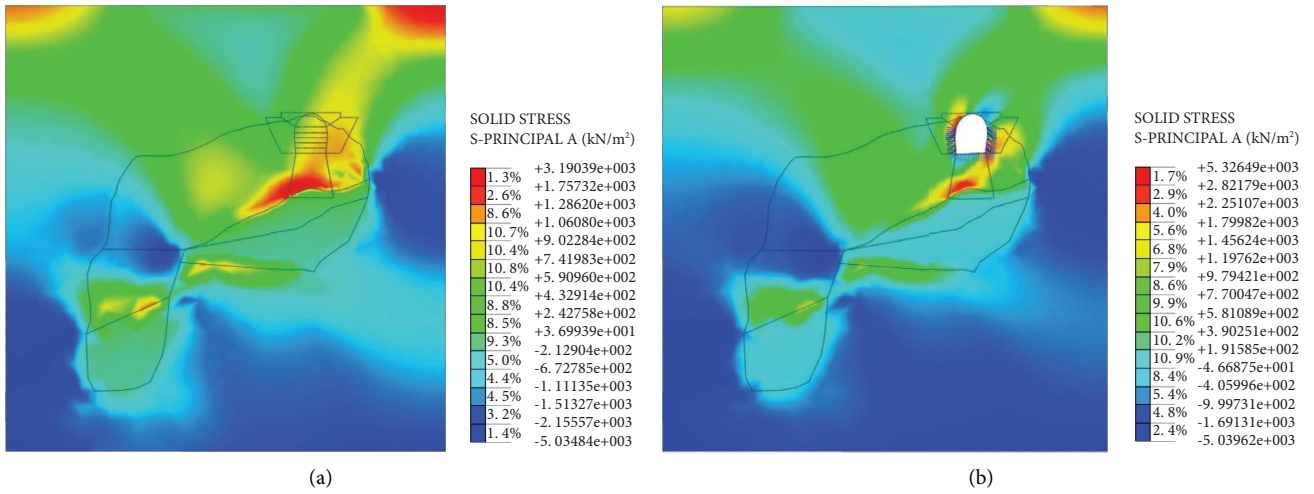 SOLID STRESS
S-PRINCIPAL A (kN/m²)
+3. 19039e+003
1. 3%
+1. 75732e+003
2. 6%
+1. 28620e+003
8. 6%
+1. 06080e+003
10. 7%
+9. 02284e+002
10. 4%
+7. 41983e+002
10. 8%
+5. 90960e+002
10. 4%
+4. 32914e+002
8. 8%
+2. 42758e+002
8. 5%
+3. 69939e+001
9. 3%
-2. 12904e+002
5. 0%
-6. 72785e+002
4. 4%
-1. 11135e+003
4. 5%
-1. 51327e+003
3. 2%
-2. 15557e+003
1. 4%
-5. 03484e+003
(a)
SOLID STRESS
S-PRINCIPAL A (kN/m²)
+5. 32649e+003
1. 7%
+2. 82179e+003
2. 9%
+2. 25107e+003
4. 0%
+1. 79982e+003
5. 6%
+1. 45624e+003
6. 8%
+1. 19762e+003
7. 9%
+9. 79421e+002
8. 6%
+7. 70047e+002
9. 9%
+5. 81089e+002
10. 6%
+3. 90251e+002
10. 2%
+1. 91585e+002
10. 9%
-4. 66875e+001
8. 4%
-4. 05996e+002
5. 4%
-9. 99731e+002
4. 8%
-1. 69131e+003
2. 4%
-5. 03962e+003
(b)